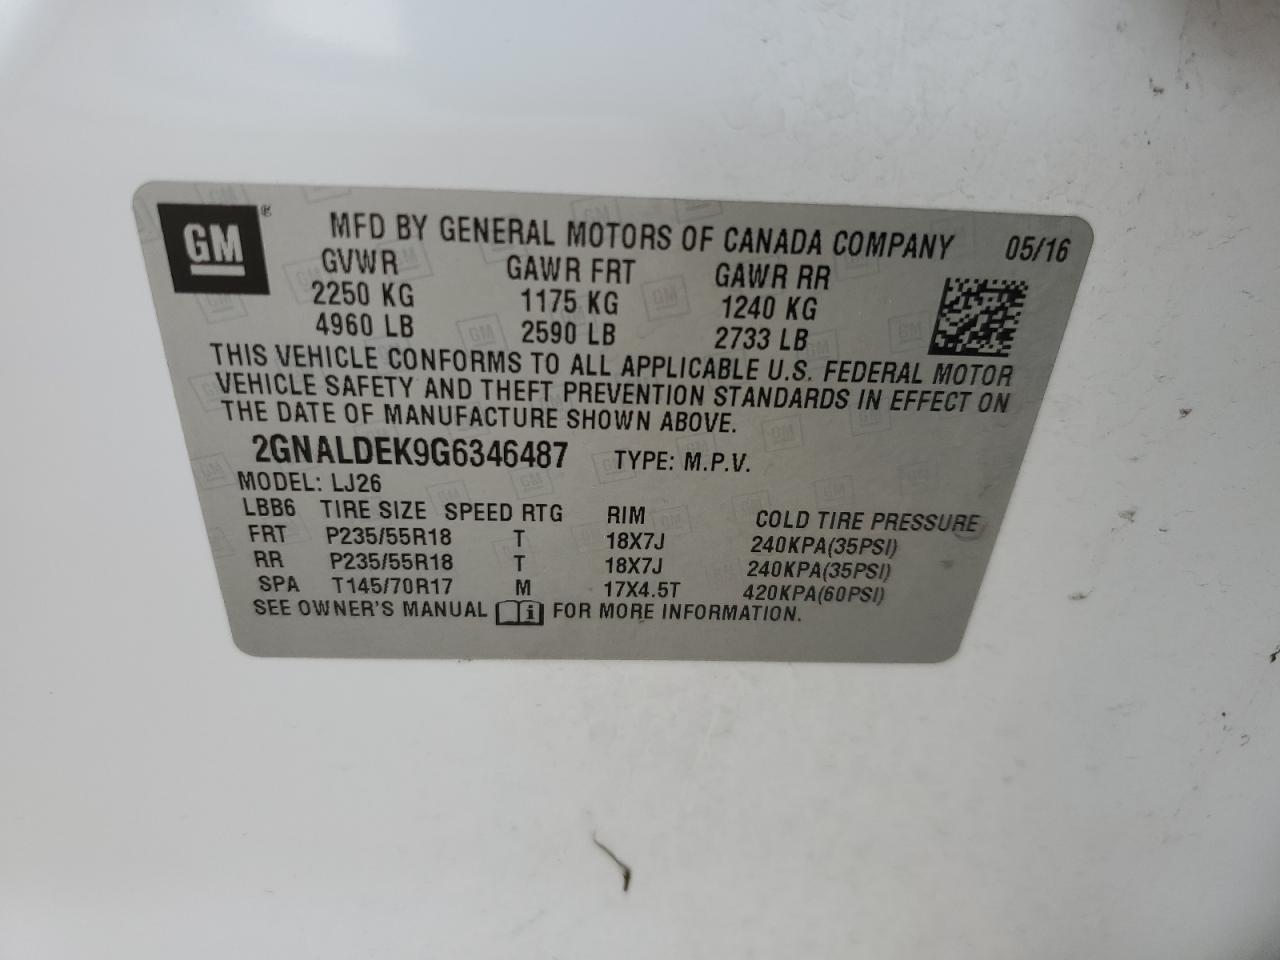 GM®
MFD BY GENERAL MOTORS OF CANADA COMPANY 05/16
GVWR GAWR FRT GAWR RR
2250 KG 1175 KG 1240 KG
4960 LB 2590 LB 2733 LB
THIS VEHICLE CONFORMS TO ALL APPLICABLE U.S. FEDERAL MOTOR
VEHICLE SAFETY AND THEFT PREVENTION STANDARDS IN EFFECT ON
THE DATE OF MANUFACTURE SHOWN ABOVE.
2GNALDEK9G6346487 TYPE: M.P.V.
MODEL: LJ26
LBB6 TIRE SIZE SPEED RTG RIM COLD TIRE PRESSURE
FRT P235/55R18 T 18X7J 240KPA(35PSI)
RR P235/55R18 T 18X7J 240KPA(35PSI)
SPA T145/70R17 M 17X4.5T 420KPA(60PSI)
SEE OWNER'S MANUAL i FOR MORE INFORMATION.